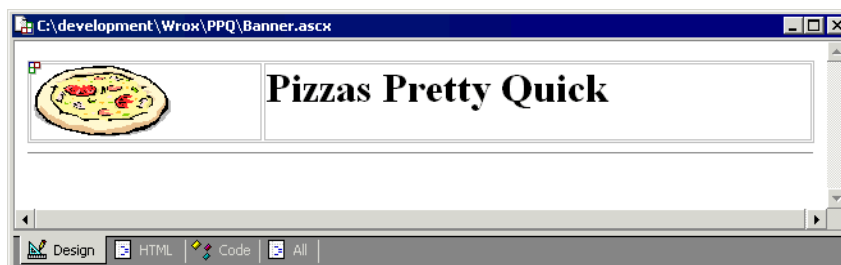 C:\development\Wrox\PPQ\Banner.ascx
Pizzas Pretty Quick
Design HTML Code All